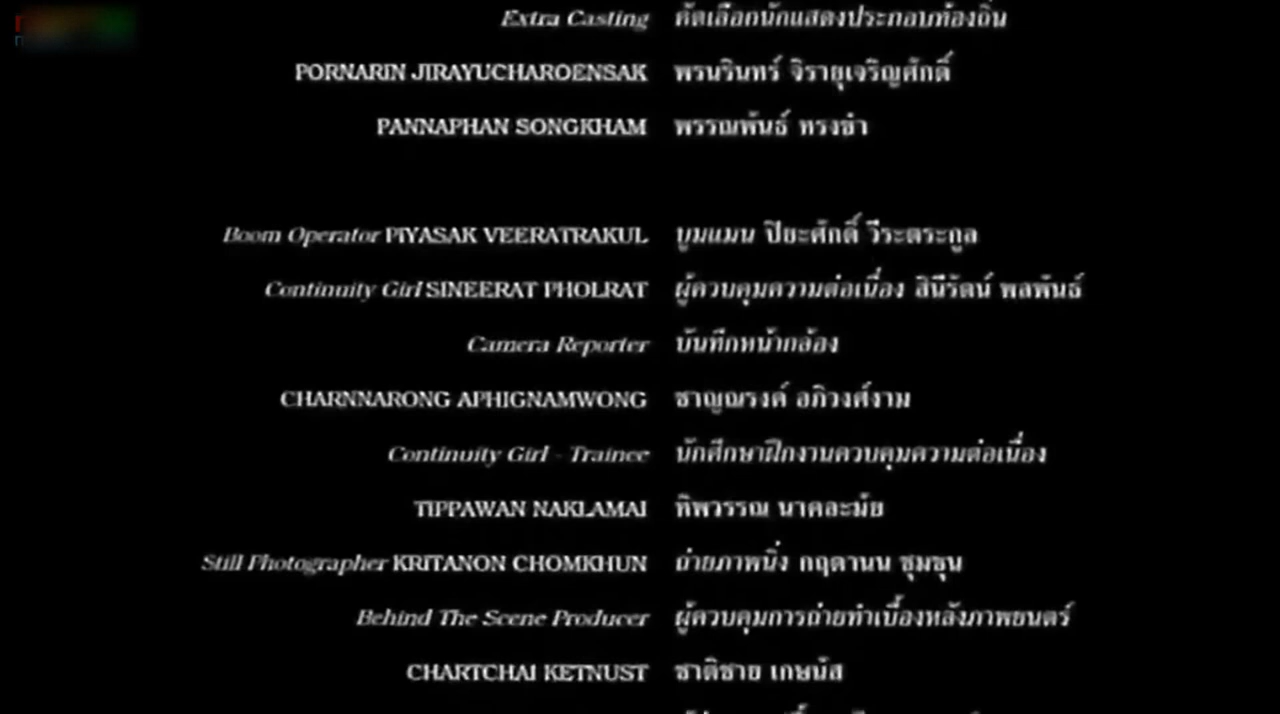 Extra Casting คัดเลือกนักแสดงประกอบท้องถิ่น
PORNARIN JIRAYUCHAROENSAK พรนรินทร์ จิรายุเจริญศักดิ์
PANNAPHAN SONGKHAM พรรณพันธ์ ทรงขำ
Boom Operator PIYASAK VEERATRAKUL บูมแมน ปิยะศักดิ์ วีระตระกูล
Continuity Girl SINEERAT PHOLRAT ผู้ควบคุมความต่อเนื่อง สินีรัตน์ พลพันธ์
Camera Reporter บันทึกหน้ากล้อง
CHARNNARONG APHIGNAMWONG ชาญณรงค์ อภิวงศ์งาม
Continuity Girl - Trainee นักศึกษาฝึกงานควบคุมความต่อเนื่อง
TIPPAWAN NAKLAMAI ทิพวรรณ นาคละมัย
Still Photographer KRITANON CHOMKHUN ถ่ายภาพนิ่ง กฤตานน ชุมขุน
Behind The Scene Producer ผู้ควบคุมการถ่ายทำเบื้องหลังภาพยนตร์
CHARTCHAI KETNUST ชาติชาย เกษนัส